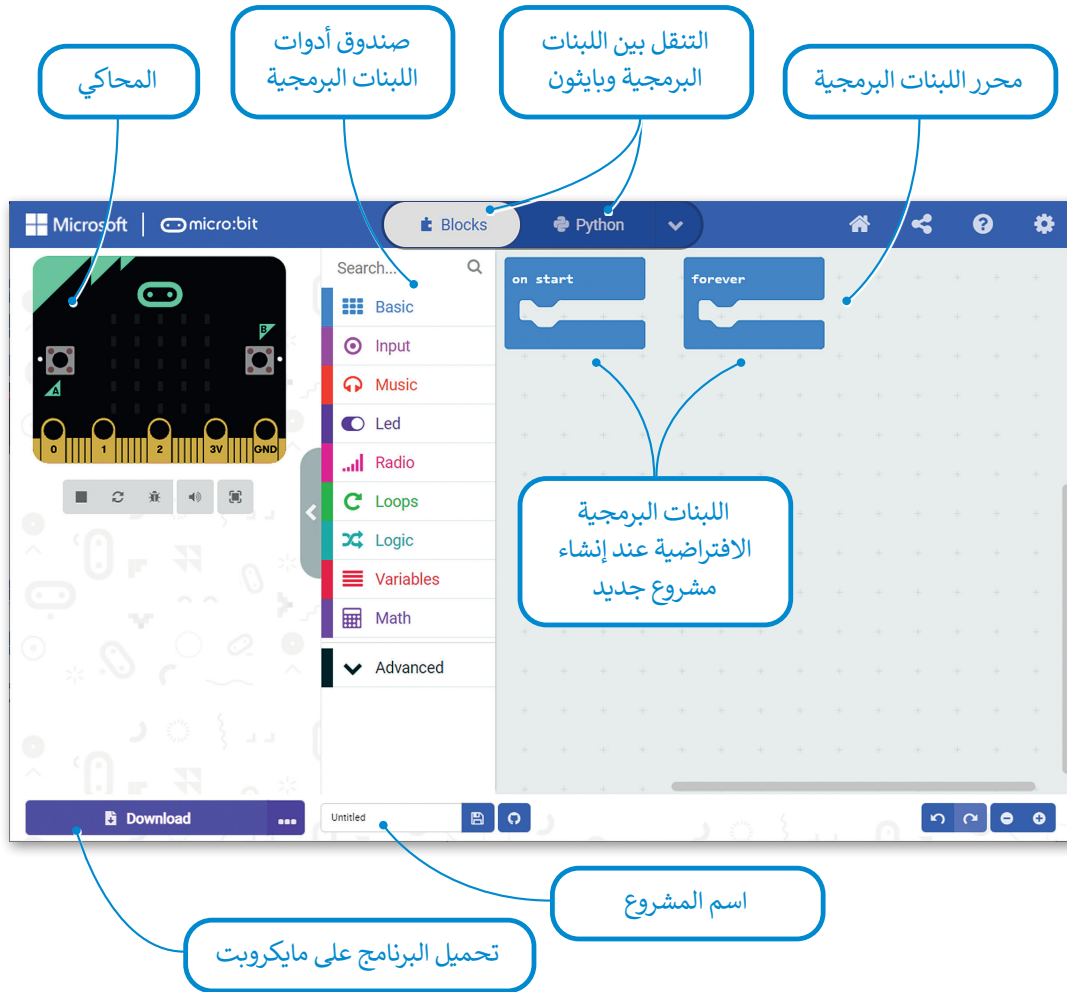 محرر اللبنات البرمجية
التنقل بين اللبنات
البرمجية وبايثون
صندوق أدوات
اللبنات البرمجية
المحاكي
Microsoft
micro:bit
Blocks
Python
Search...
Basic
Input
Music
Led
Radio
Loops
Logic
Variables
Math
Advanced
on start
forever
A
B
0
1
2
3V
GND
اللبنات البرمجية
الافتراضية عند إنشاء
مشروع جديد
Download
Untitled
اسم المشروع
تحميل البرنامج على مايكروبت